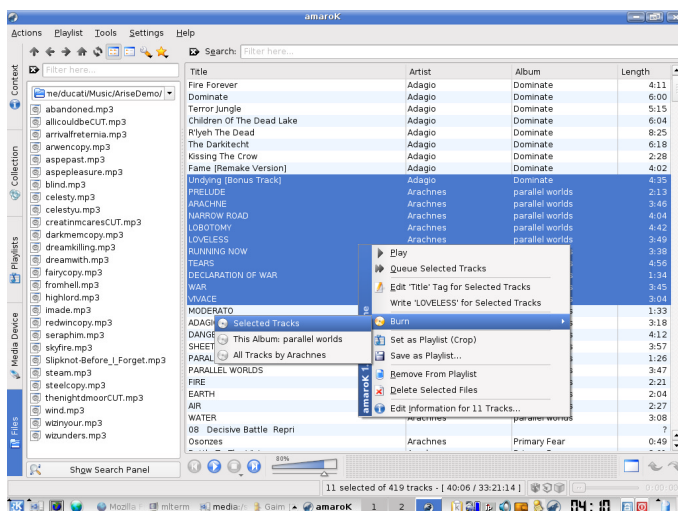 amaroK
Actions Playlist Tools Settings Help
Search: Filter here...
Filter here...
Title Artist Album Length
Context
Collection
Playlists
Media Device
Files
me/ducati/Music/AriseDemo/
abandoned.mp3
allicouldbeCUT.mp3
arrivalfreternia.mp3
arwencopy.mp3
aspepast.mp3
aspepleasure.mp3
blind.mp3
celesty.mp3
celestyu.mp3
creatinmcaresCUT.mp3
darkmemcopy.mp3
dreamkilling.mp3
dreamwith.mp3
fairycopy.mp3
fromhell.mp3
highlord.mp3
imade.mp3
redwincopy.mp3
seraphim.mp3
skyfire.mp3
Slipknot-Before_I_Forget.mp3
steam.mp3
steelcopy.mp3
thenightdmoorCUT.mp3
wind.mp3
wizinyour.mp3
wizunders.mp3
Show Search Panel
Fire Forever Adagio Dominate 4:11
Dominate Adagio Dominate 6:00
Terror Jungle Adagio Dominate 5:15
Children Of The Dead Lake Adagio Dominate 6:04
R'lyeh The Dead Adagio Dominate 8:25
The Darkitecht Adagio Dominate 6:18
Kissing The Crow Adagio Dominate 2:28
Fame [Remake Version] Adagio Dominate 4:02
Undying [Bonus Track] Adagio Dominate 4:35
PRELUDE Arachnes parallel worlds 2:13
ARACHNE Arachnes parallel worlds 3:46
NARROW ROAD Arachnes parallel worlds 4:04
LOBOTOMY Arachnes parallel worlds 4:42
LOVELESS Arachnes parallel worlds 3:49
RUNNING NOW 3:38
TEARS 4:56
DECLARATION OF WAR 1:34
WAR 3:45
VIVACE 3:04
MODERATO 1:33
ADAGI 3:18
DANGE 4:12
SHEET 3:57
PARAL 1:26
PARALLEL WORLDS 3:47
FIRE 2:21
EARTH 2:04
AIR 2:27
WATER Arachnes parallel worlds 3:08
08 Decisive Battle Repri ?
Osonzes Arachnes Primary Fear 0:49
Play
Queue Selected Tracks
Edit 'Title' Tag for Selected Tracks
Write 'LOVELESS' for Selected Tracks
Burn
Set as Playlist (Crop)
Save as Playlist...
Remove From Playlist
Delete Selected Files
Edit Information for 11 Tracks...
amaroK 1.
Selected Tracks
This Album: parallel worlds
All Tracks by Arachnes
80%
11 selected of 419 tracks - [ 40:06 / 33:21:14 ] 0:00:00
Mozilla mlterm media:/ Gaim amaroK 1 2 04:10